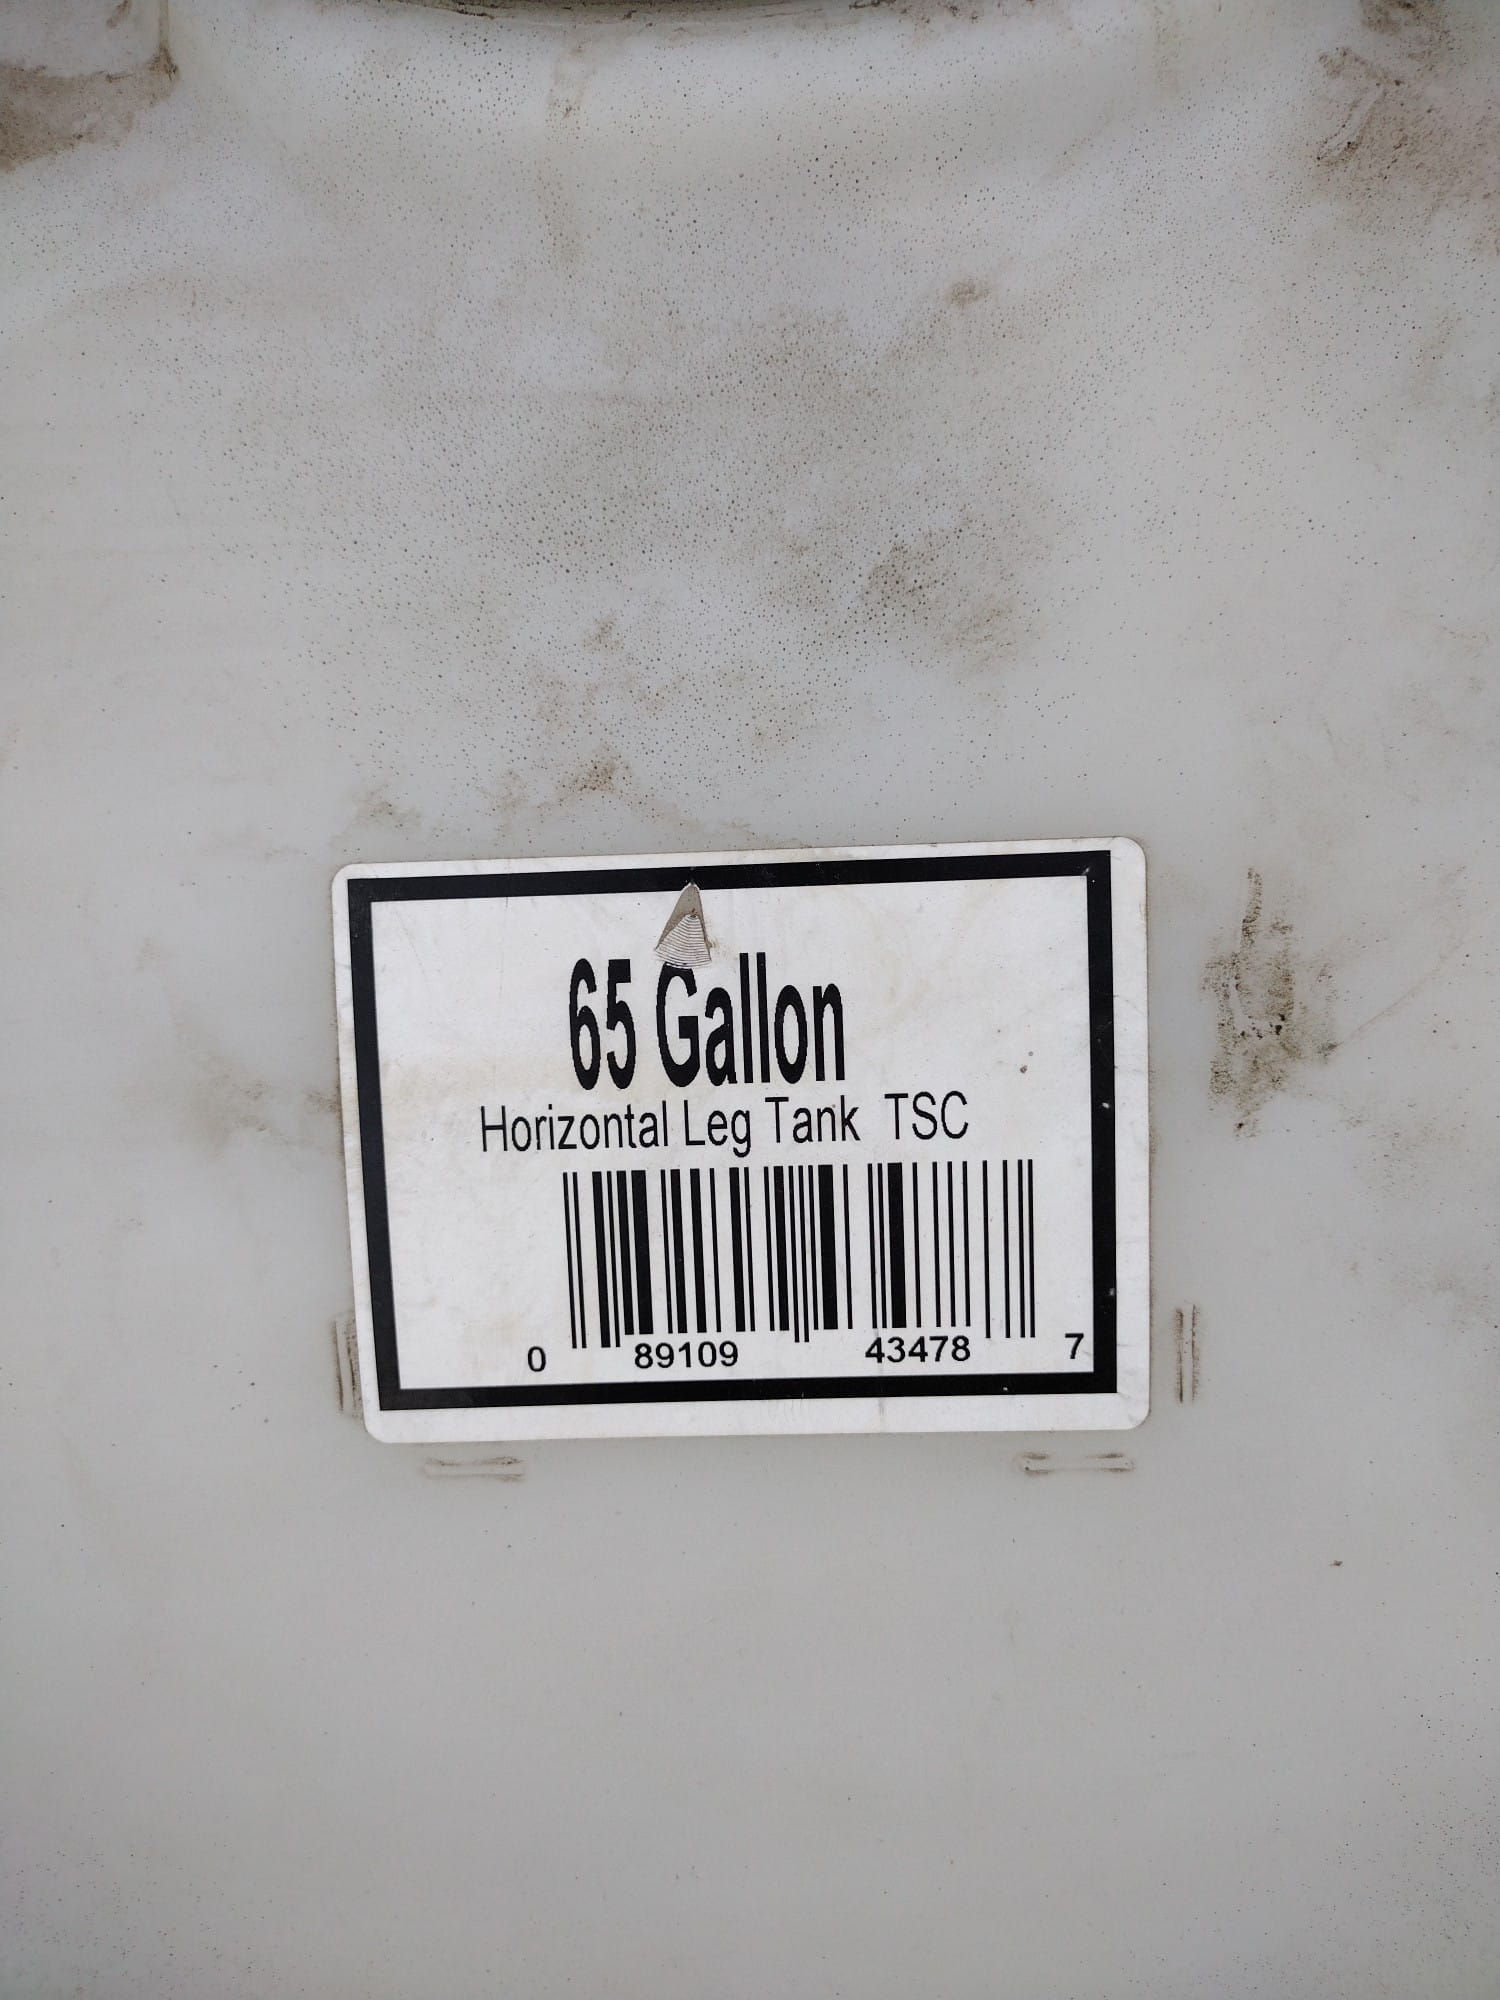 65 Gallon
Horizontal Leg Tank TSC
0 89109 43478 7